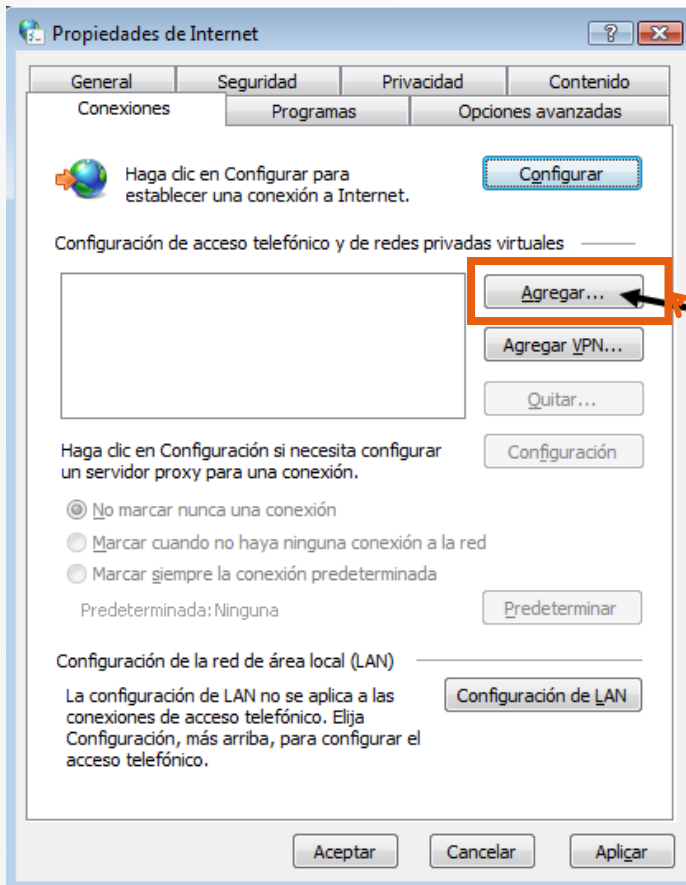 Propiedades de Internet
General Seguridad Privacidad Contenido
Conexiones Programas Opciones avanzadas
Haga clic en Configurar para
establecer una conexión a Internet.
Configurar
Configuración de acceso telefónico y de redes privadas virtuales
Agregar...
Agregar VPN...
Quitar...
Haga clic en Configuración si necesita configurar
un servidor proxy para una conexión.
Configuración
No marcar nunca una conexión
Marcar cuando no haya ninguna conexión a la red
Marcar siempre la conexión predeterminada
Predeterminada: Ninguna
Predeterminar
Configuración de la red de área local (LAN)
La configuración de LAN no se aplica a las
conexiones de acceso telefónico. Elija
Configuración, más arriba, para configurar el
acceso telefónico.
Configuración de LAN
Aceptar Cancelar Aplicar